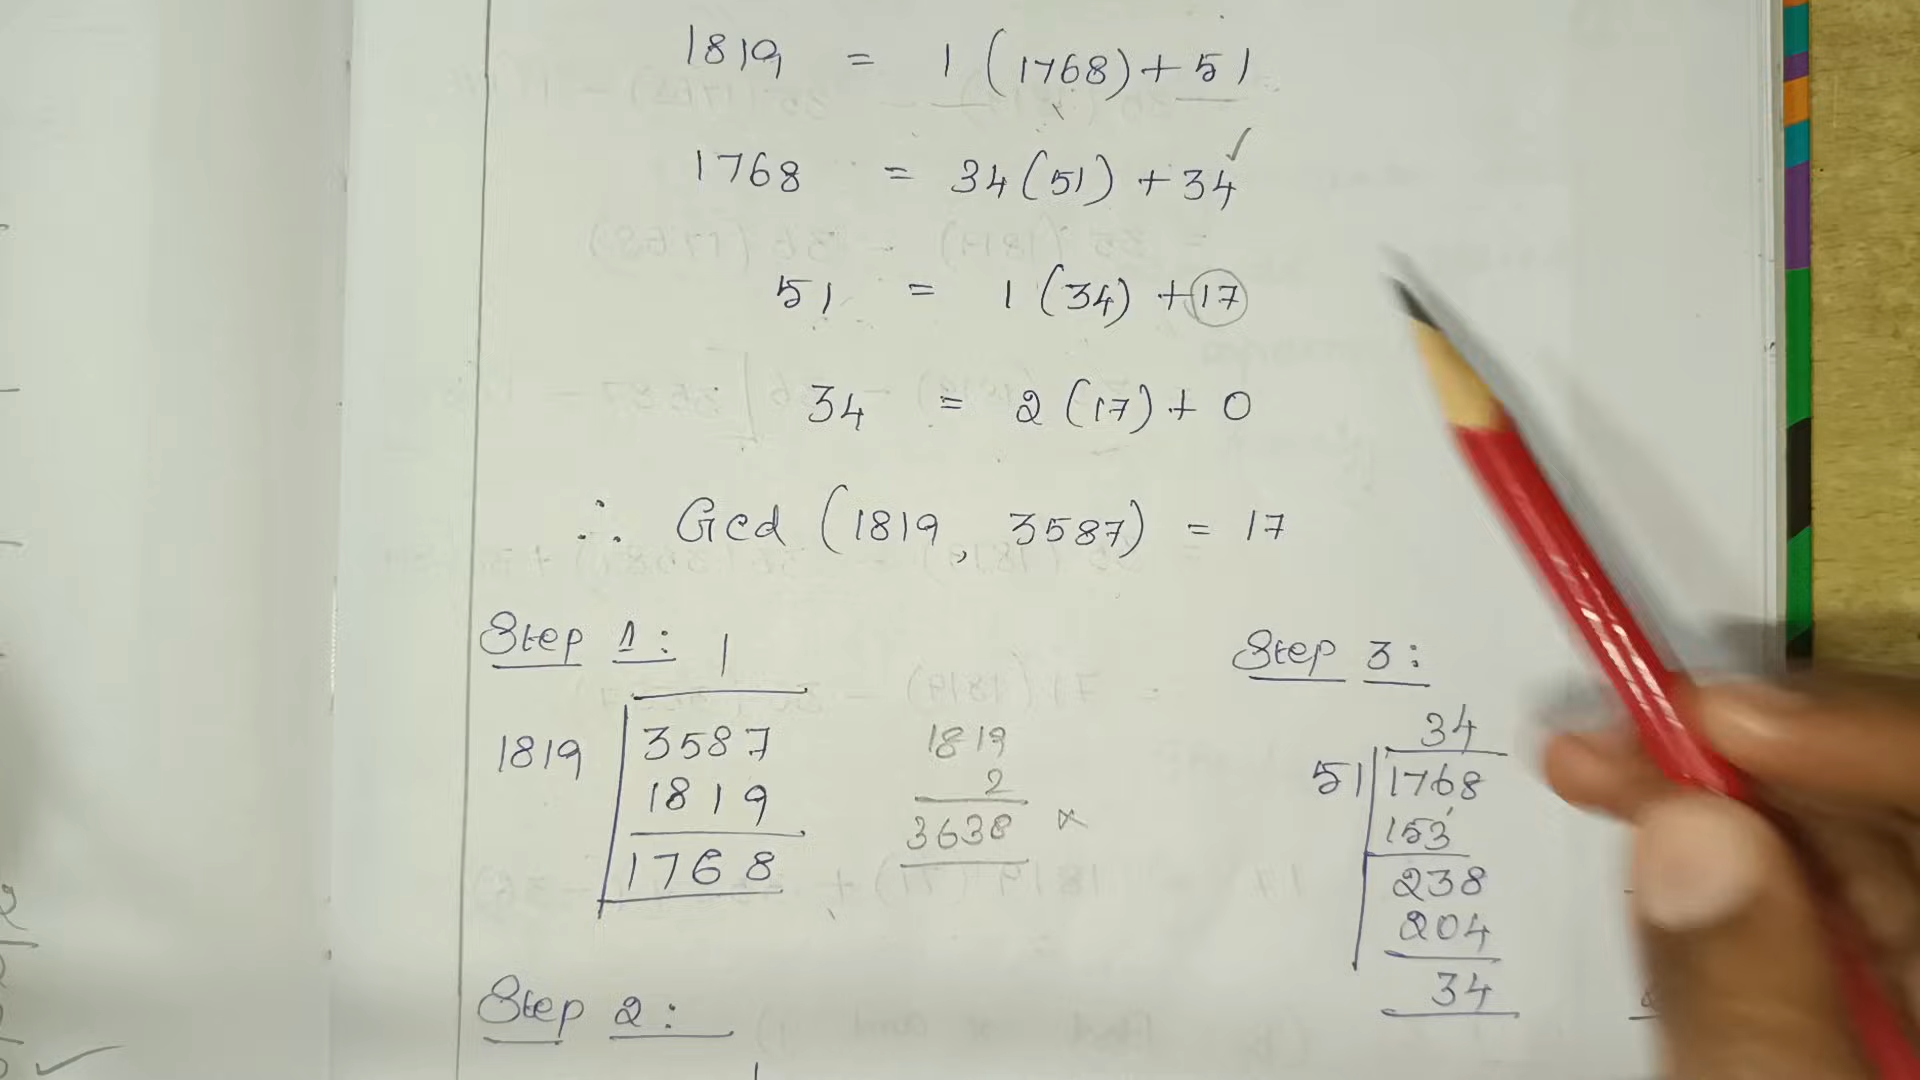 1819 = 1 (1768) + 51
1768 = 34 (51) + 34 ✓
51 = 1 (34) + 17
34 = 2 (17) + 0
∴ Gcd (1819, 3587) = 17
Step 1:
1
1819 3587
1819
1768
1819
2
3638 ×
Step 3:
34
51 1768
153
238
204
34
Step 2: